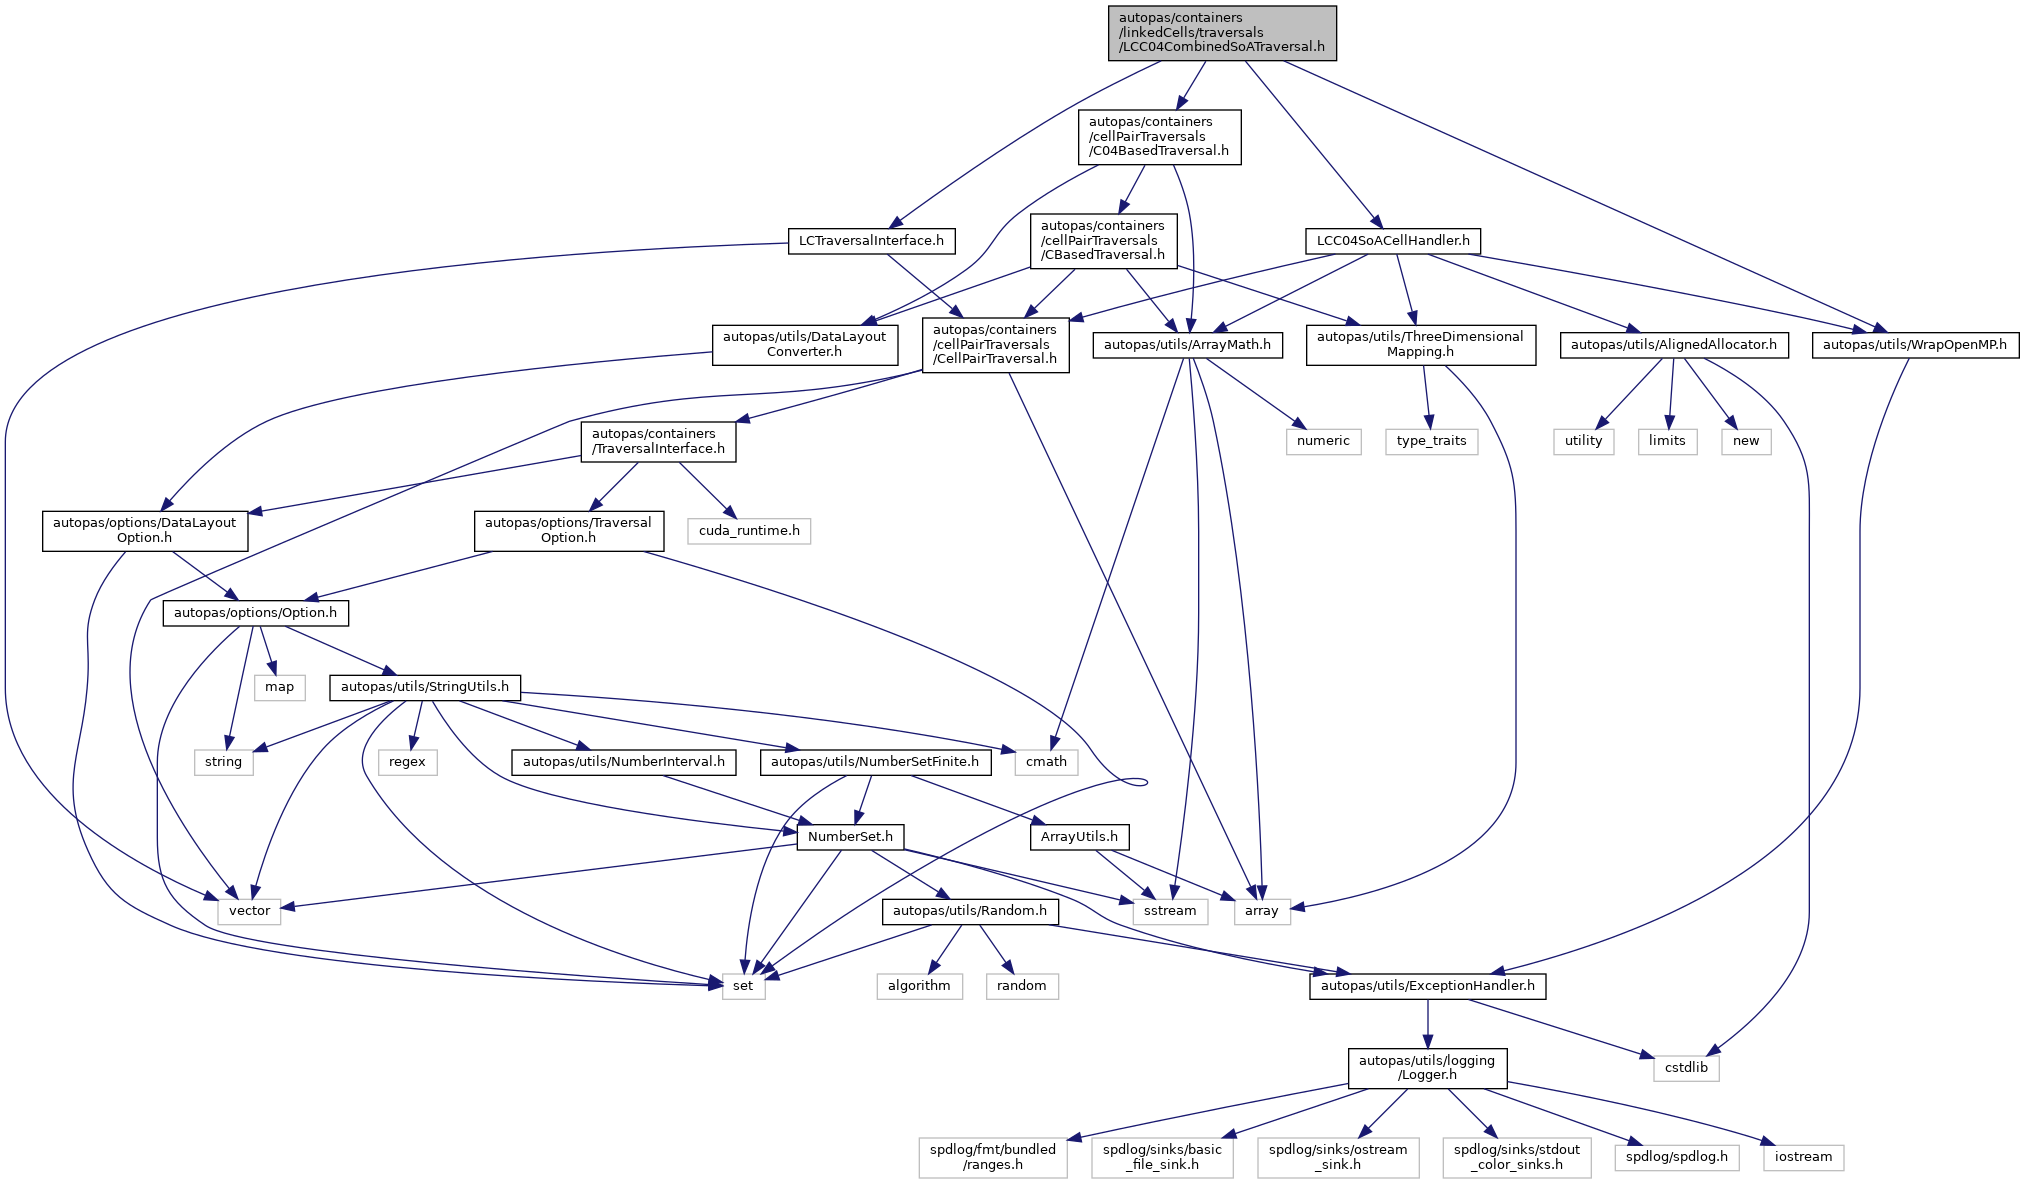 autopas/containers
/linkedCells/traversals
/LCC04CombinedSoATraversal.h
autopas/containers
/cellPairTraversals
/C04BasedTraversal.h
LCTraversalInterface.h
autopas/containers
/cellPairTraversals
/CBasedTraversal.h
LCC04SoACellHandler.h
autopas/utils/DataLayout
Converter.h
autopas/containers
/cellPairTraversals
/CellPairTraversal.h
autopas/utils/ArrayMath.h
autopas/utils/ThreeDimensional
Mapping.h
autopas/utils/AlignedAllocator.h
autopas/utils/WrapOpenMP.h
autopas/containers
/TraversalInterface.h
numeric
type_traits
utility
limits
new
autopas/options/DataLayout
Option.h
autopas/options/Traversal
Option.h
cuda_runtime.h
autopas/options/Option.h
map
autopas/utils/StringUtils.h
string
regex
autopas/utils/NumberInterval.h
autopas/utils/NumberSetFinite.h
cmath
NumberSet.h
ArrayUtils.h
vector
autopas/utils/Random.h
sstream
array
set
algorithm
random
autopas/utils/ExceptionHandler.h
autopas/utils/logging
/Logger.h
cstdlib
spdlog/fmt/bundled
/ranges.h
spdlog/sinks/basic
_file_sink.h
spdlog/sinks/ostream
_sink.h
spdlog/sinks/stdout
_color_sinks.h
spdlog/spdlog.h
iostream